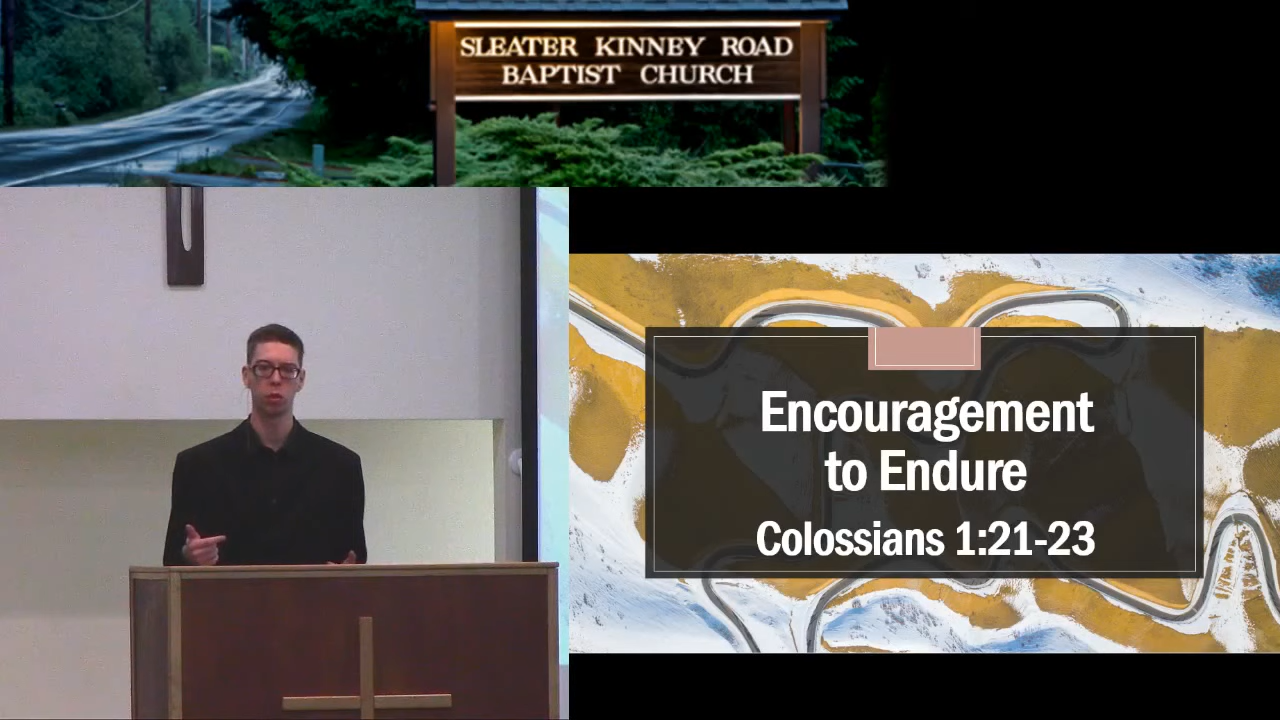 SLEATER KINNEY ROAD
BAPTIST CHURCH
Encouragement
to Endure
Colossians 1:21-23